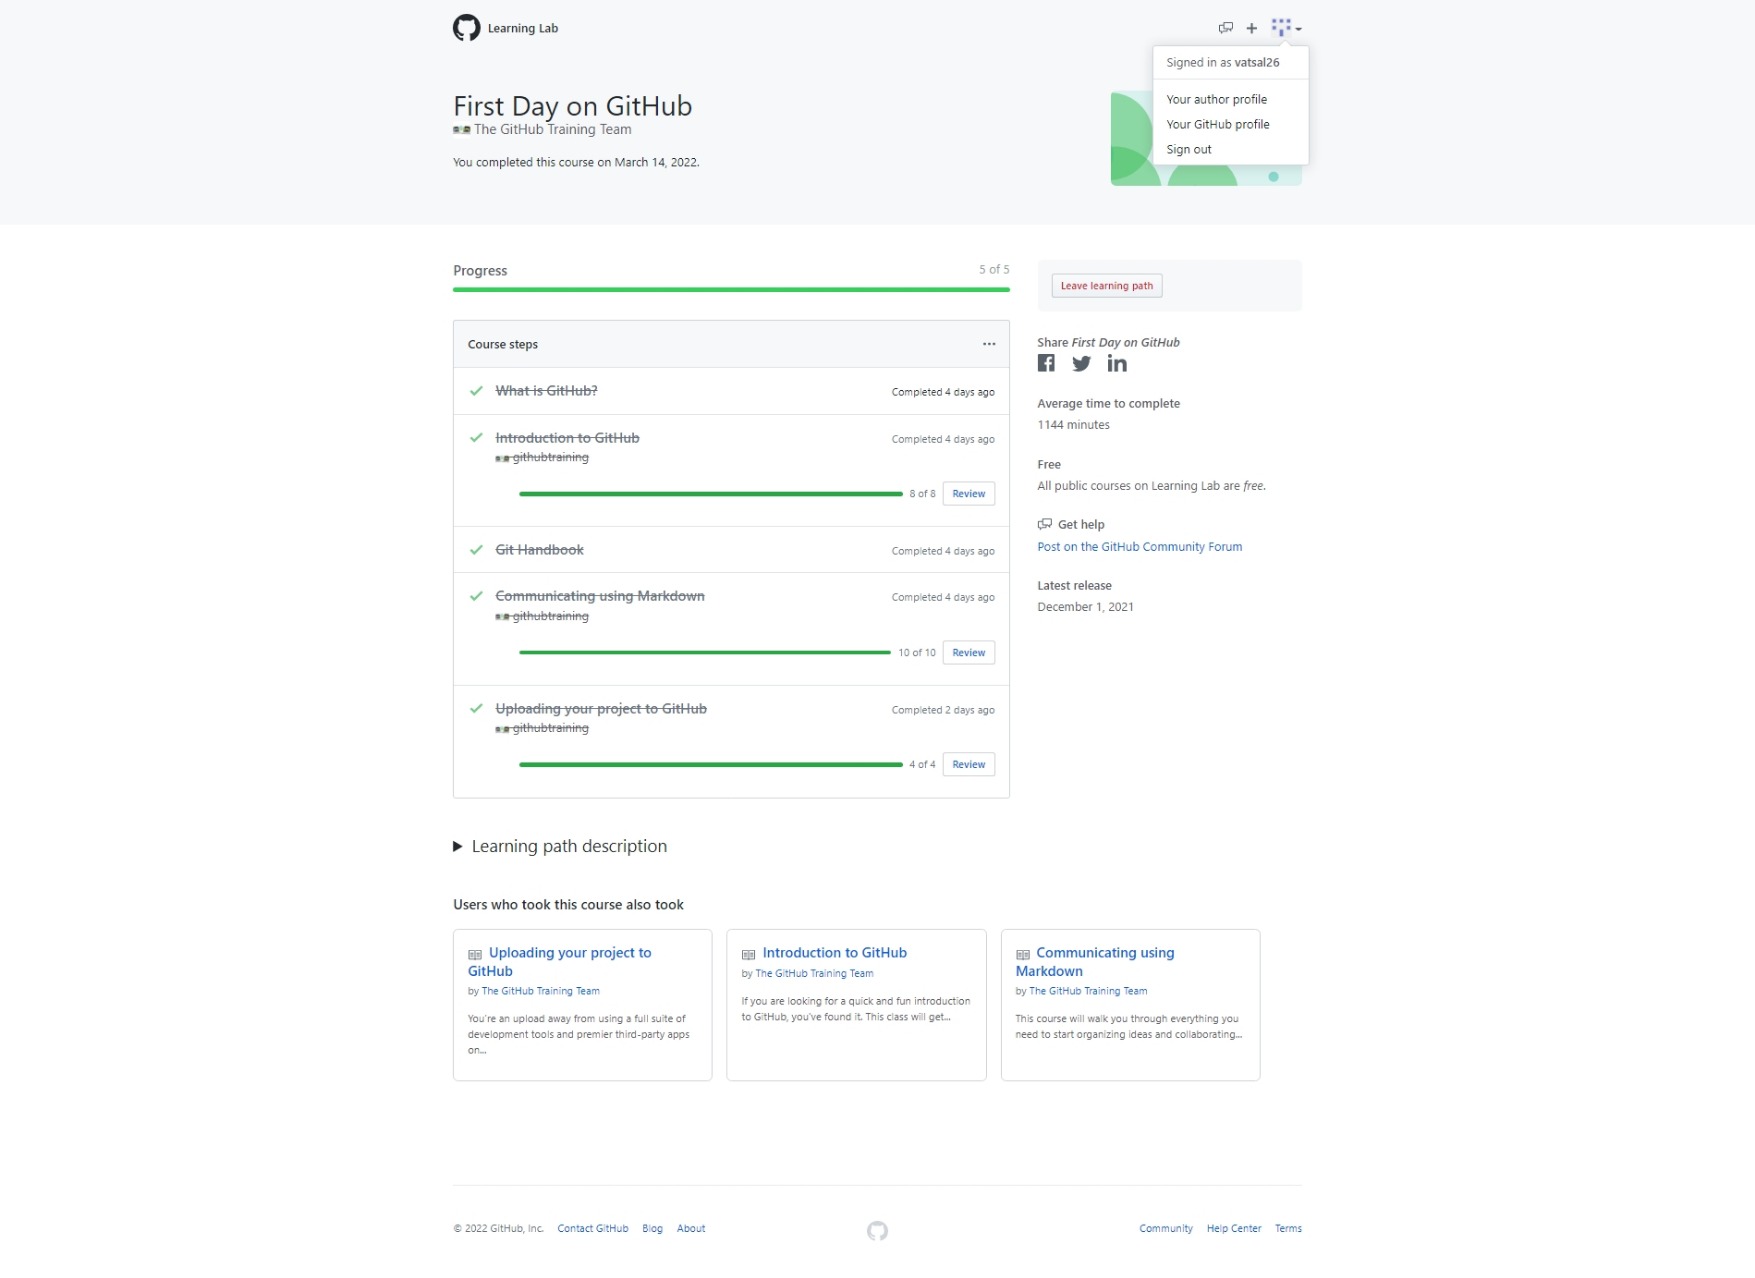 Learning Lab
Signed in as vatsal26
Your author profile
Your GitHub profile
Sign out
First Day on GitHub
The GitHub Training Team
You completed this course on March 14, 2022.
Progress
5 of 5
Course steps
What is GitHub?
Completed 4 days ago
Introduction to GitHub
Completed 4 days ago
githubtraining
8 of 8
Review
Git Handbook
Completed 4 days ago
Communicating using Markdown
Completed 4 days ago
githubtraining
10 of 10
Review
Uploading your project to GitHub
Completed 2 days ago
githubtraining
4 of 4
Review
Leave learning path
Share First Day on GitHub
Average time to complete
1144 minutes
Free
All public courses on Learning Lab are free.
Get help
Post on the GitHub Community Forum
Latest release
December 1, 2021
Learning path description
Users who took this course also took
Uploading your project to
GitHub
by The GitHub Training Team
You're an upload away from using a full suite of
development tools and premier third-party apps
on...
Introduction to GitHub
by The GitHub Training Team
If you are looking for a quick and fun introduction
to GitHub, you've found it. This class will get...
Communicating using
Markdown
by The GitHub Training Team
This course will walk you through everything you
need to start organizing ideas and collaborating...
© 2022 GitHub, Inc.
Contact GitHub
Blog
About
Community
Help Center
Terms